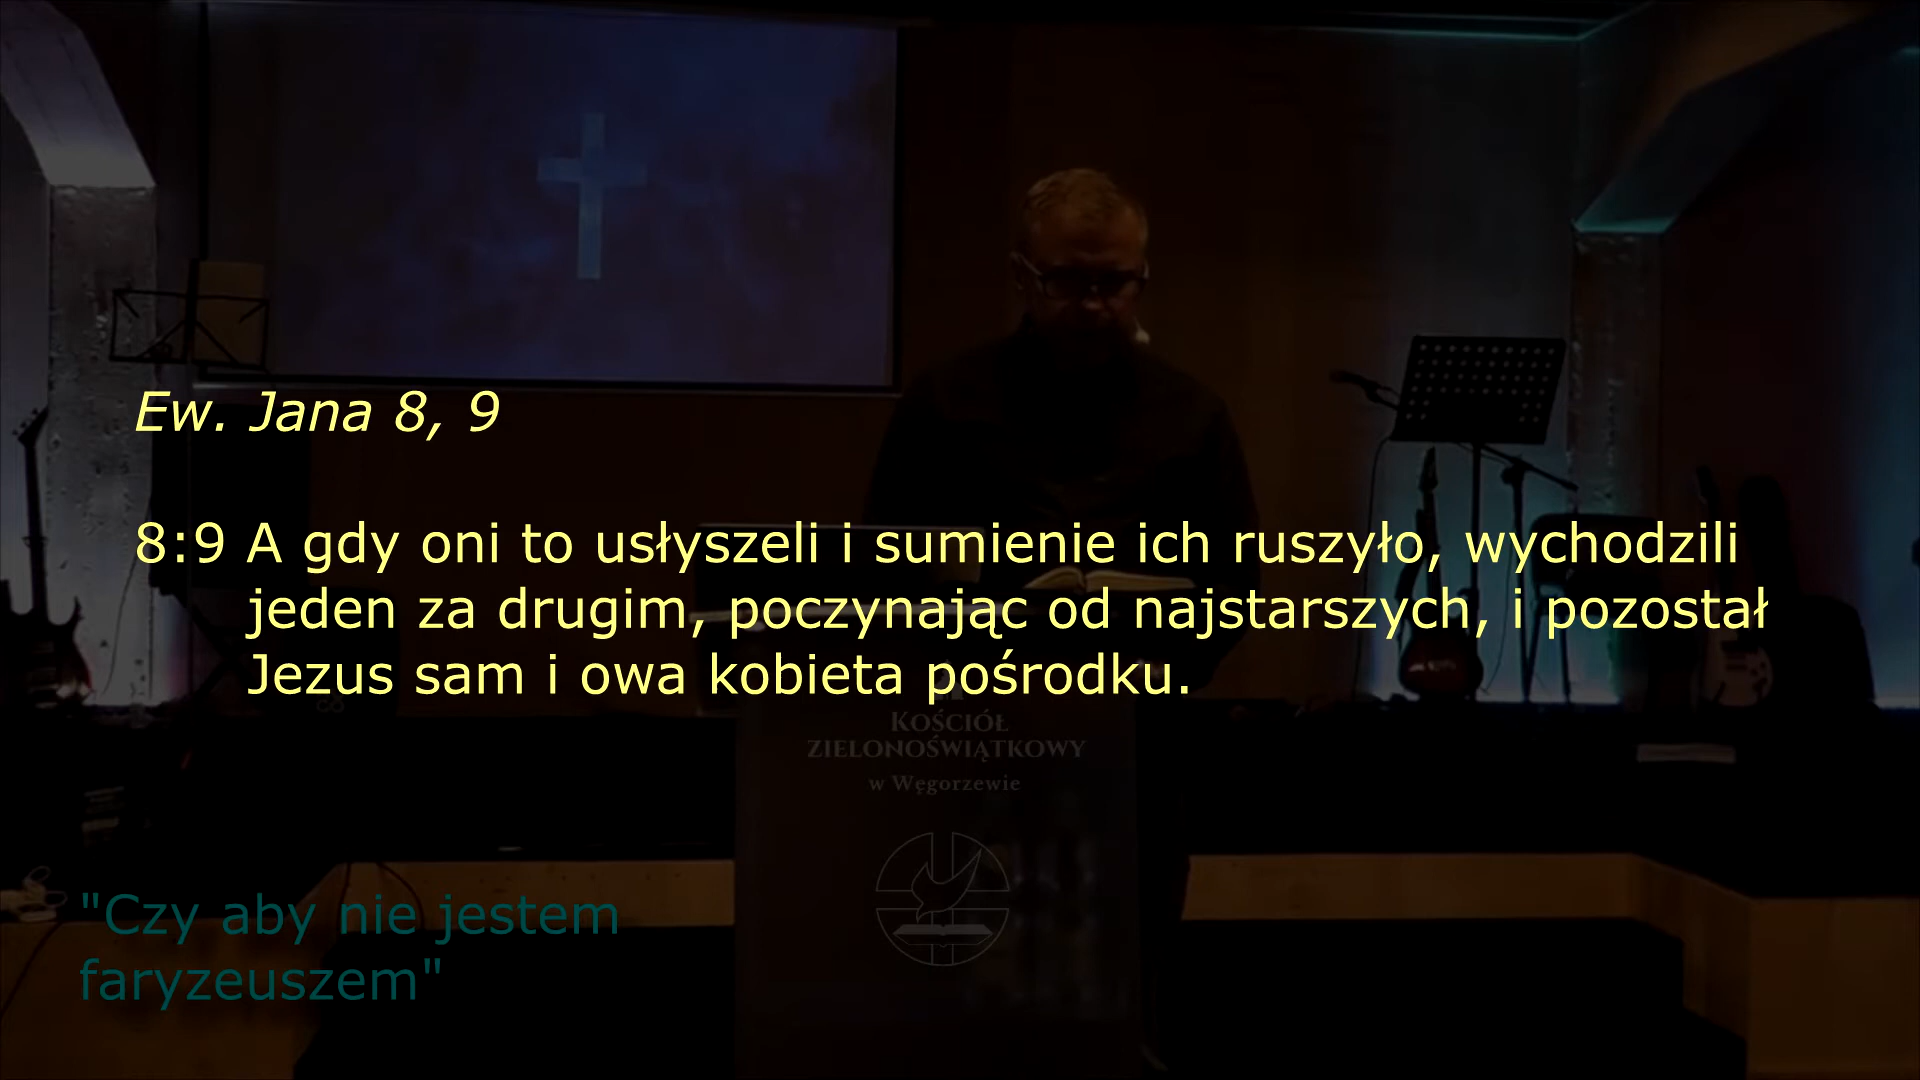 Ew. Jana 8, 9
8:9 A gdy oni to usłyszeli i sumienie ich ruszyło, wychodzili
jeden za drugim, poczynając od najstarszych, i pozostał
Jezus sam i owa kobieta pośrodku.
KOŚCIÓŁ
ZIELONOŚWIĄTKOWY
w Węgorzewie
"Czy aby nie jestem
faryzeuszem"